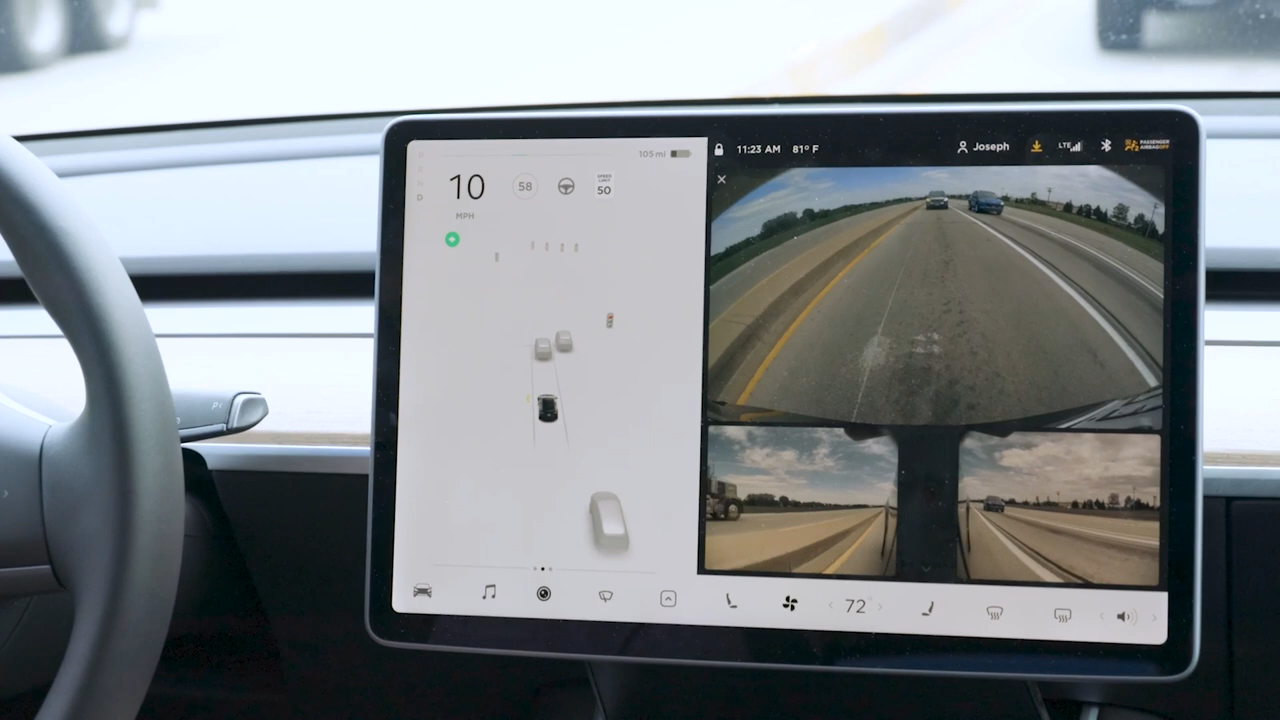 105 mi
10
MPH
58
SPEED
LIMIT
50
D
11:23 AM
81° F
Joseph
LTE
PASSENGER
AIRBAG OFF
72
P